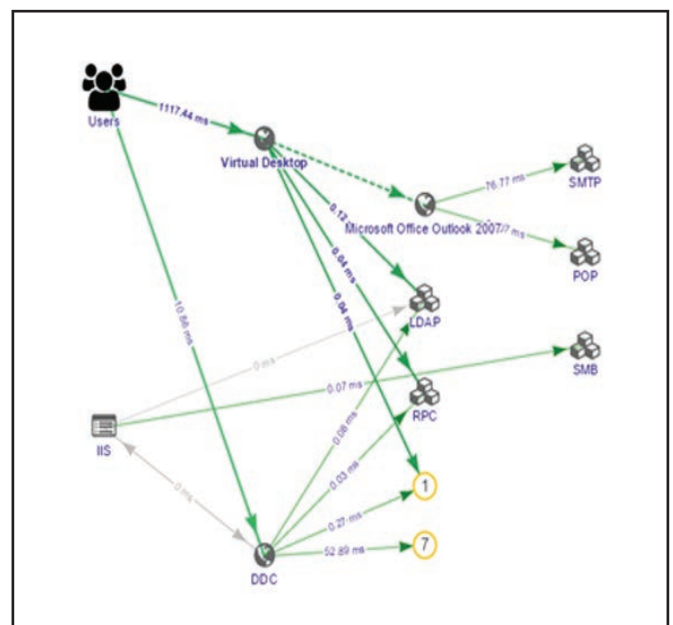 Users
1117.44 ms
Virtual Desktop
76.77 ms
SMTP
Microsoft Office Outlook 2007
ms
POP
0.12
0.04 ms
0.04 ms
LDAP
10.86 ms
0 ms
SMB
0.07 ms
RPC
IIS
0.08 ms
0.03 ms
0 ms
1
0.27 ms
52.89 ms
7
DDC